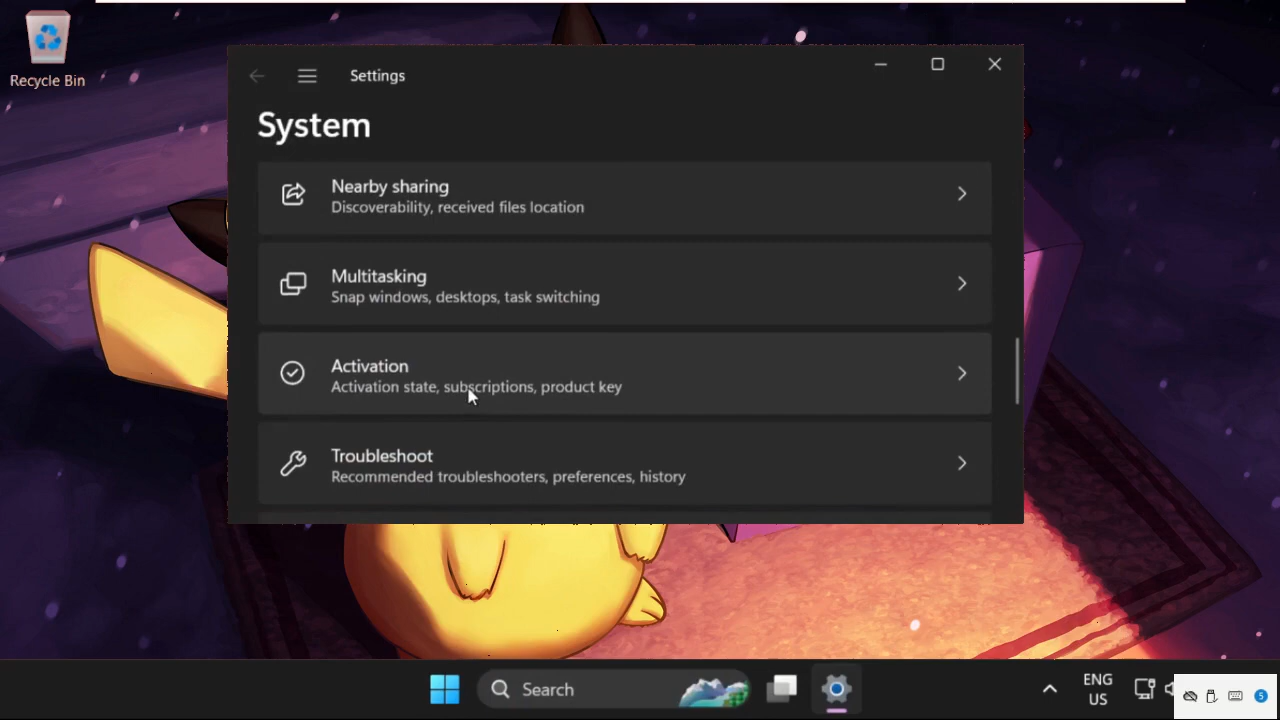 Recycle Bin
Settings
System
Nearby sharing
Discoverability, received files location
Multitasking
Snap windows, desktops, task switching
Activation
Activation state, subscriptions, product key
Troubleshoot
Recommended troubleshooters, preferences, history
Search
ENG
US
5